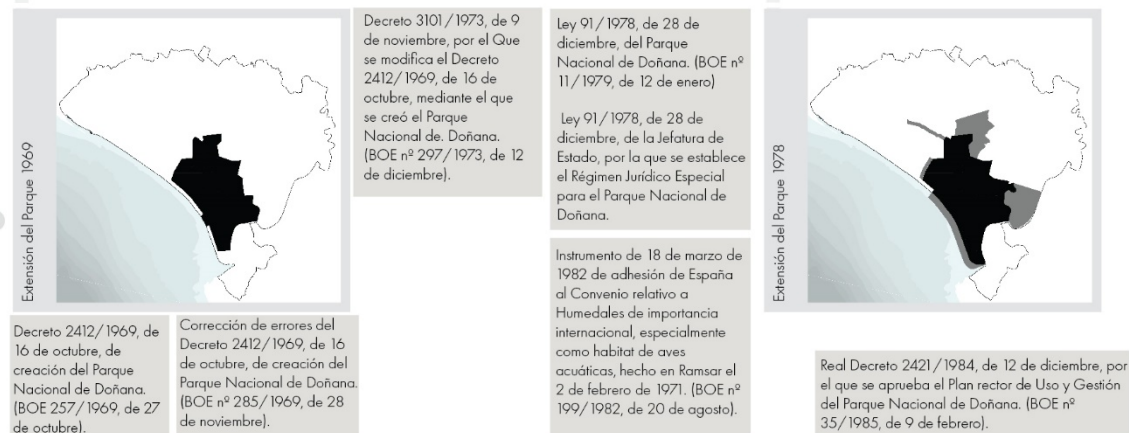 Extensión del Parque 1969
Decreto 2412/1969, de
16 de octubre, de
creación del Parque
Nacional de Doñana.
(BOE 257/1969, de 27
de octubre).
Corrección de errores del
Decreto 2412/1969, de 16
de octubre, de creación del
Parque Nacional de Doñana.
(BOE nº 285/1969, de 28
de noviembre).
Decreto 3101/1973, de 9
de noviembre, por el Que
se modifica el Decreto
2412/1969, de 16 de
octubre, mediante el que
se creó el Parque
Nacional de. Doñana.
(BOE nº 297/1973, de 12
de diciembre).
Ley 91/1978, de 28 de
diciembre, del Parque
Nacional de Doñana. (BOE nº
11/1979, de 12 de enero)
Ley 91/1978, de 28 de
diciembre, de la Jefatura de
Estado, por la que se establece
el Régimen Jurídico Especial
para el Parque Nacional de
Doñana.
Instrumento de 18 de marzo de
1982 de adhesión de España
al Convenio relativo a
Humedales de importancia
internacional, especialmente
como habitat de aves
acuáticas, hecho en Ramsar el
2 de febrero de 1971. (BOE nº
199/1982, de 20 de agosto).
Extensión del Parque 1978
Real Decreto 2421/1984, de 12 de diciembre, por
el que se aprueba el Plan rector de Uso y Gestión
del Parque Nacional de Doñana. (BOE nº
35/1985, de 9 de febrero).